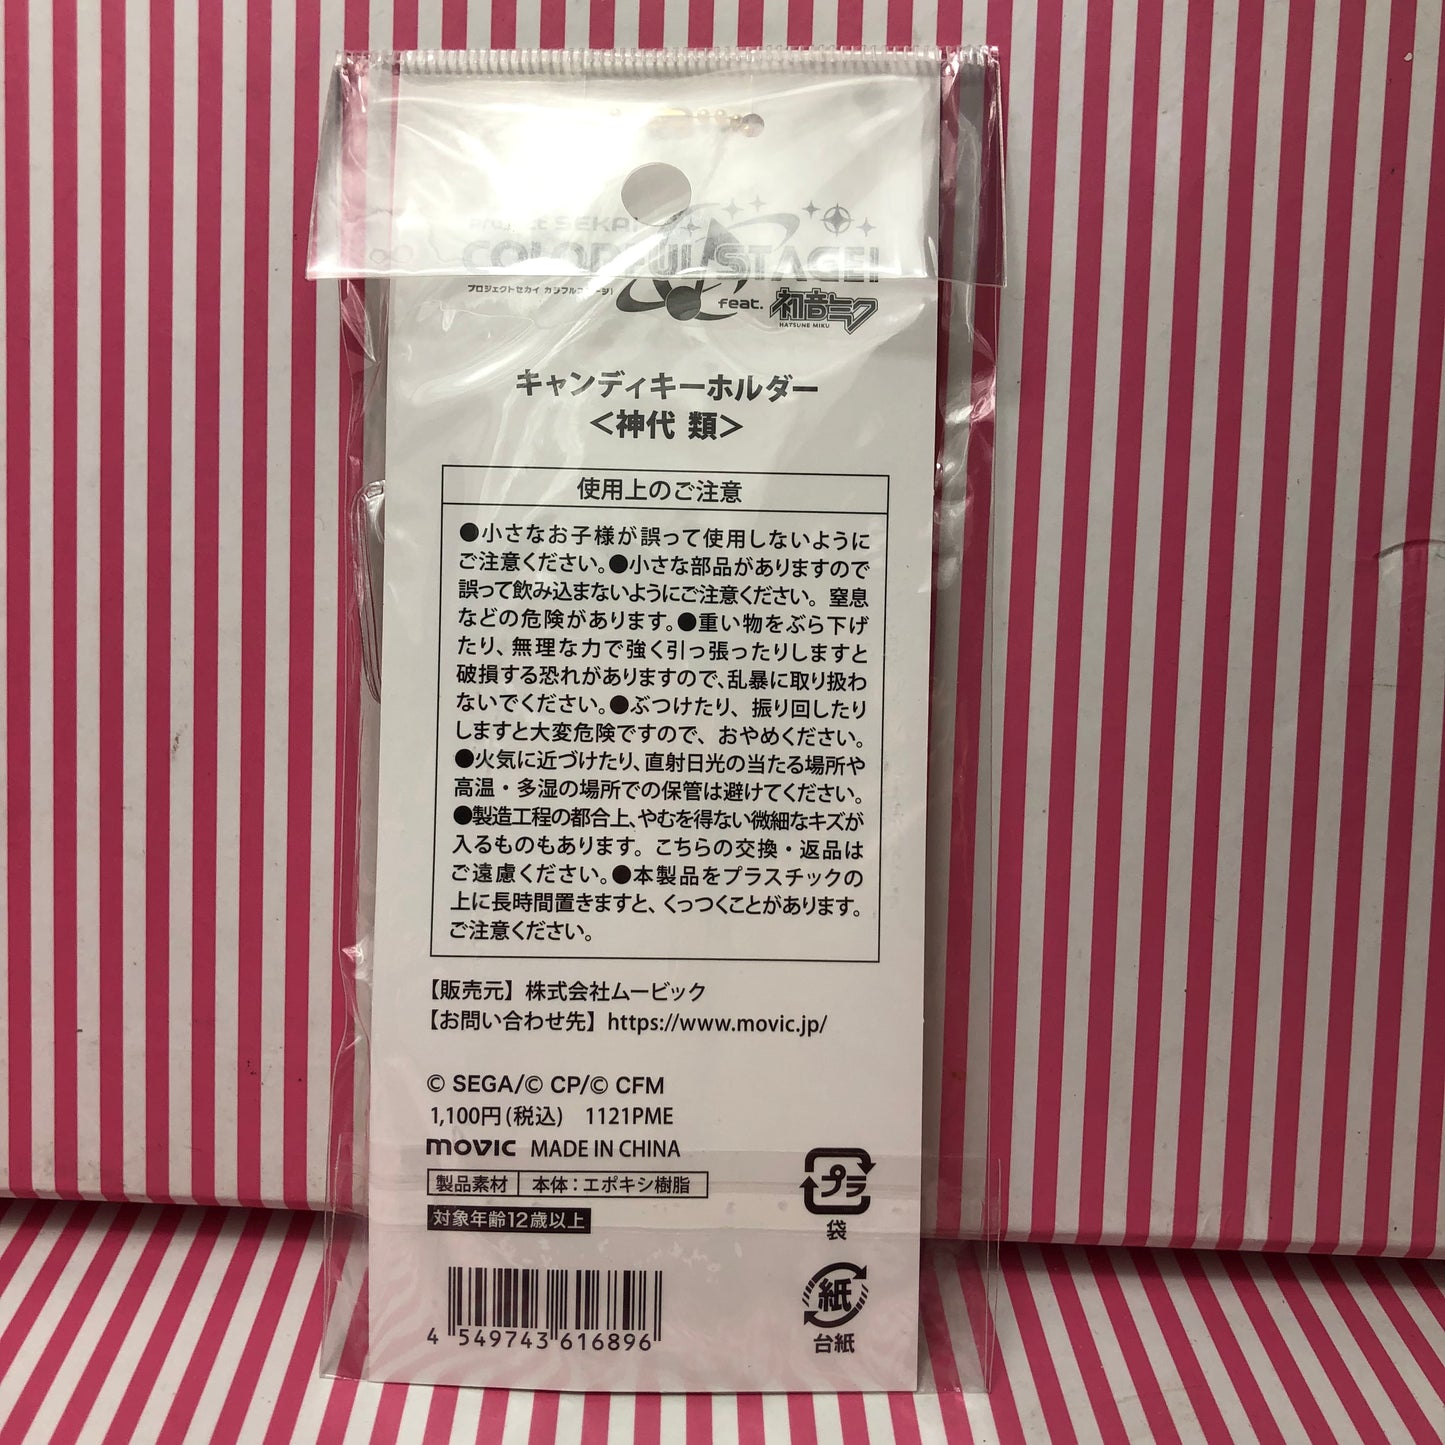 Project SEKAI
COLORFUL STAGE!
プロジェクトセカイ カラフルステージ!
feat. 初音ミク
HATSUNE MIKU
キャンディキーホルダー
＜神代 類＞
使用上のご注意
●小さなお子様が誤って使用しないように
ご注意ください。●小さな部品がありますので
誤って飲み込まないようにご注意ください。窒息
などの危険があります。●重い物をぶら下げ
たり、無理な力で強く引っ張ったりしますと
破損する恐れがありますので、乱暴に取り扱わ
ないでください。●ぶつけたり、振り回したり
しますと大変危険ですので、おやめください。
●火気に近づけたり、直射日光の当たる場所や
高温・多湿の場所での保管は避けてください。
●製造工程の都合上、やむを得ない微細なキズが
入るものもあります。こちらの交換・返品は
ご遠慮ください。●本製品をプラスチックの
上に長時間置きますと、くっつくことがあります。
ご注意ください。
【販売元】株式会社ムービック
【お問い合わせ先】https://www.movic.jp/
© SEGA/© CP/© CFM
1,100円(税込) 1121PME
movic MADE IN CHINA
製品素材 本体：エポキシ樹脂
対象年齢12歳以上
プラ
袋
紙
台紙
4 549743 616896